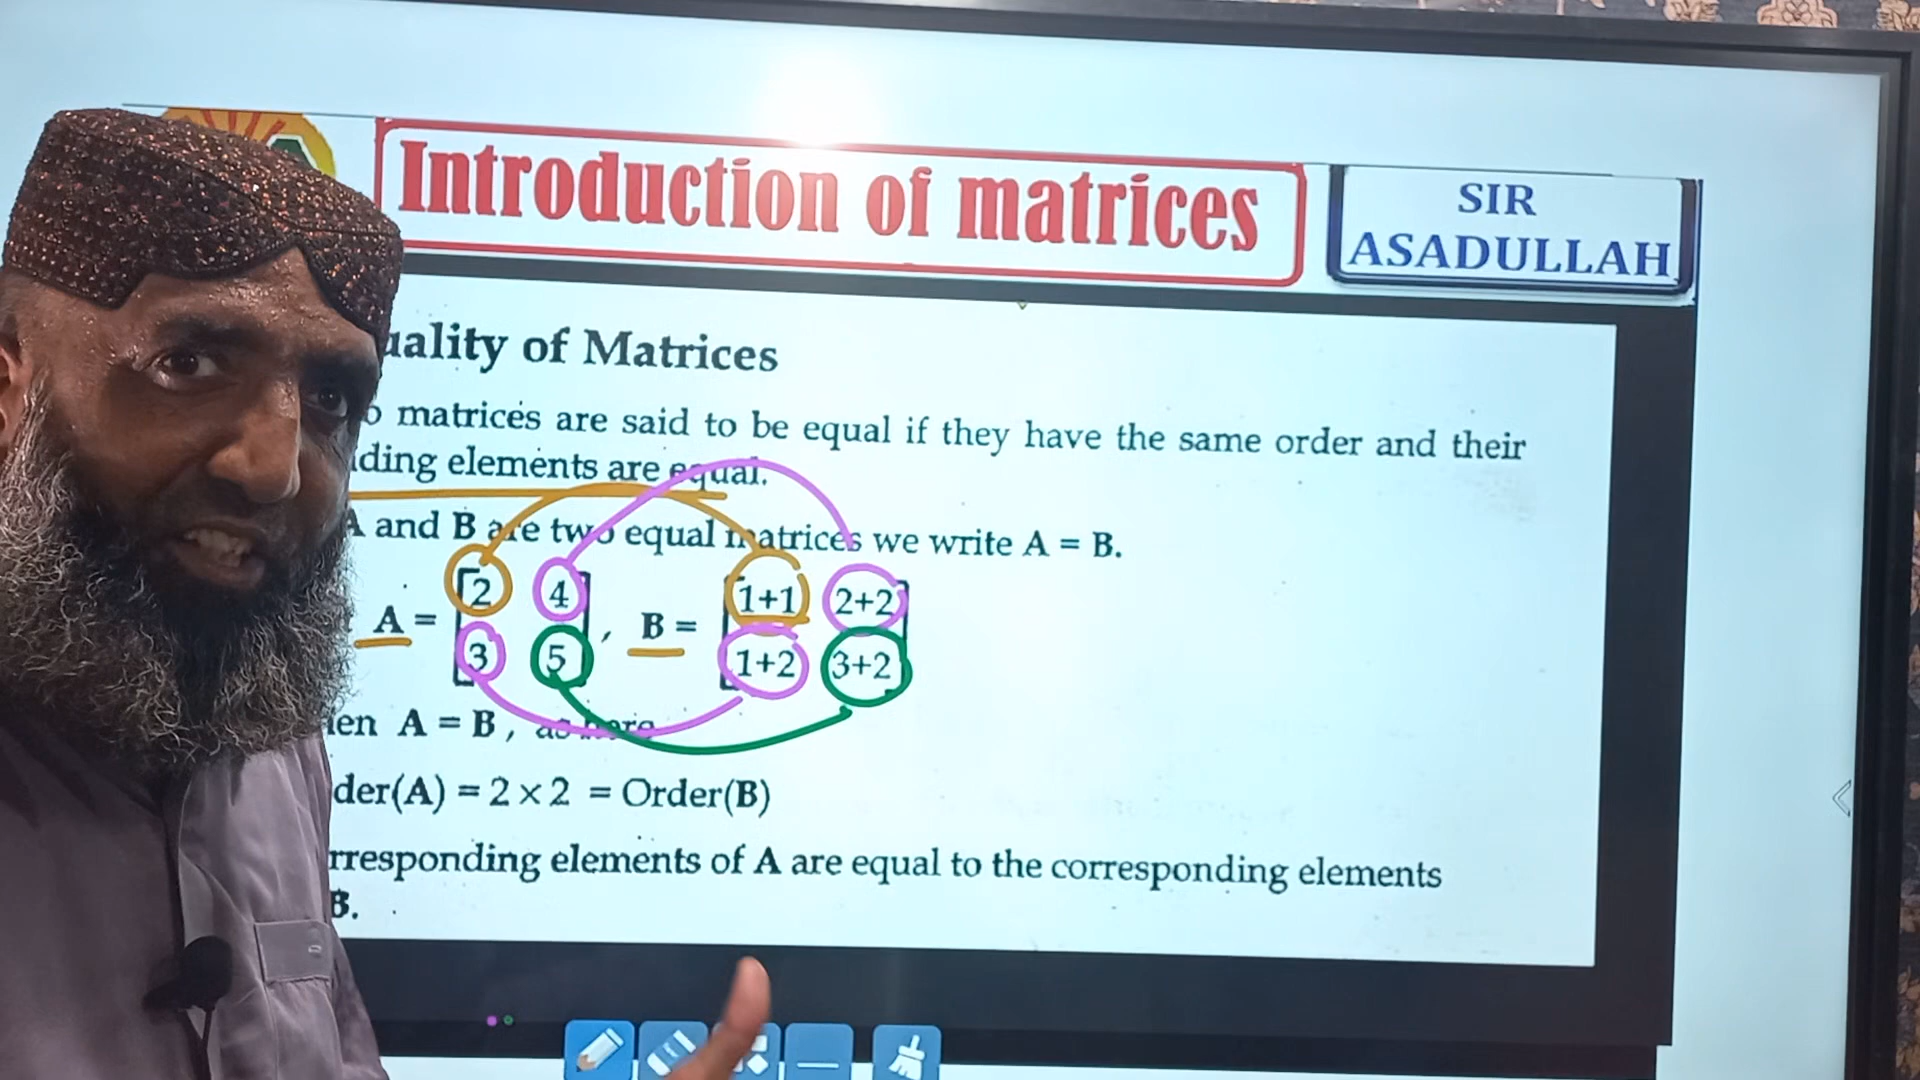 Introduction of matrices
SIR
ASADULLAH
uality of Matrices
o matrices are said to be equal if they have the same order and their
ding elements are equal.
A and B are two equal matrices we write A = B.
A = [2 4], B = [1+1 2+2]
[3 5] [1+2 3+2]
en A = B, as here
der(A) = 2 × 2 = Order(B)
rresponding elements of A are equal to the corresponding elements
B.